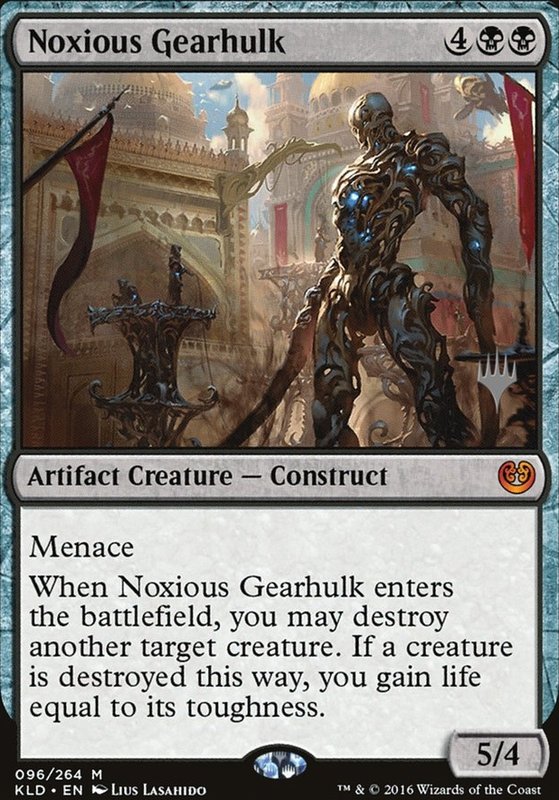 Noxious Gearhulk 4
Artifact Creature — Construct
Menace
When Noxious Gearhulk enters
the battlefield, you may destroy
another target creature. If a creature
is destroyed this way, you gain life
equal to its toughness.
5/4
096/264 M
KLD • EN Lius Lasahido
™ & © 2016 Wizards of the Coast